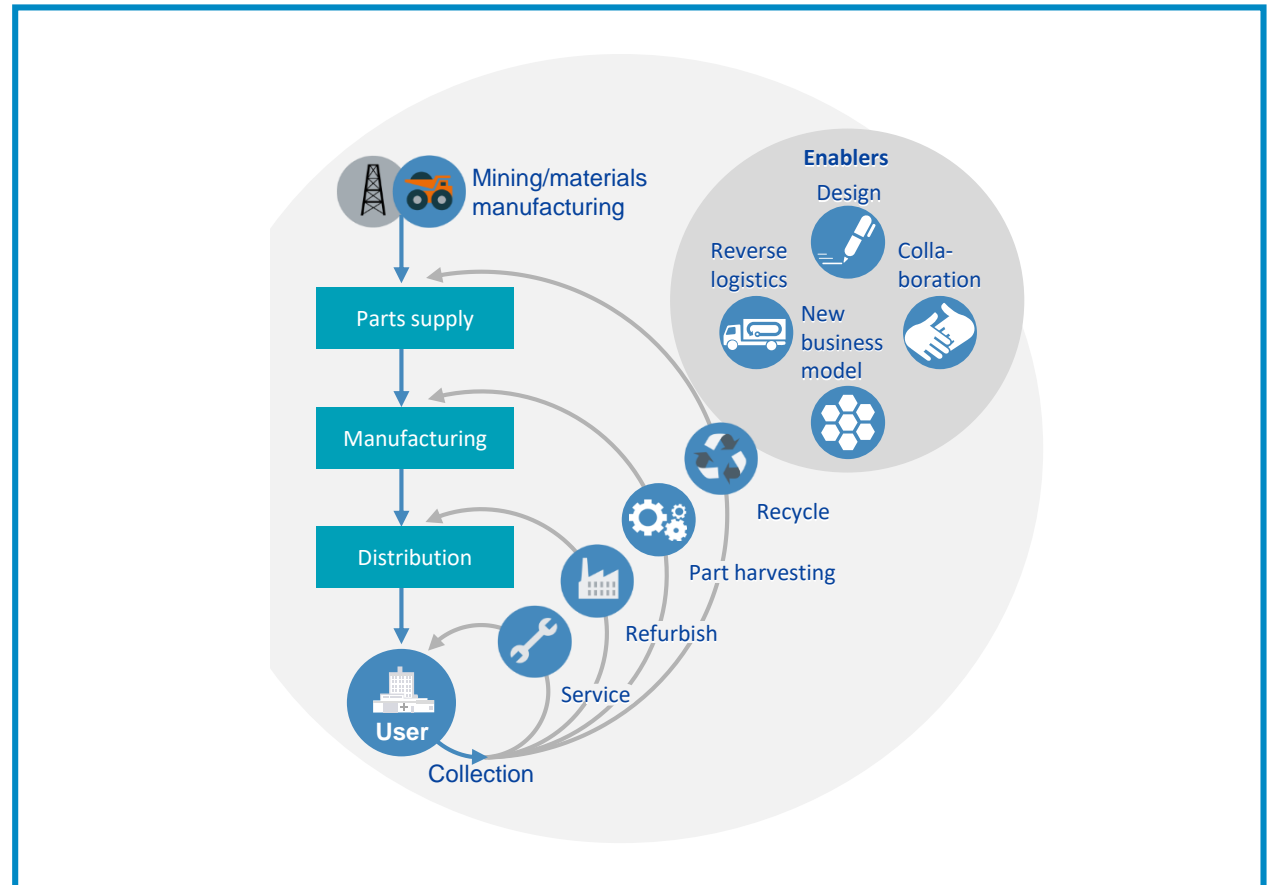 Mining/materials
manufacturing
Parts supply
Manufacturing
Distribution
User
Collection
Service
Refurbish
Part harvesting
Recycle
Enablers
Design
Reverse
logistics
Colla-
boration
New
business
model